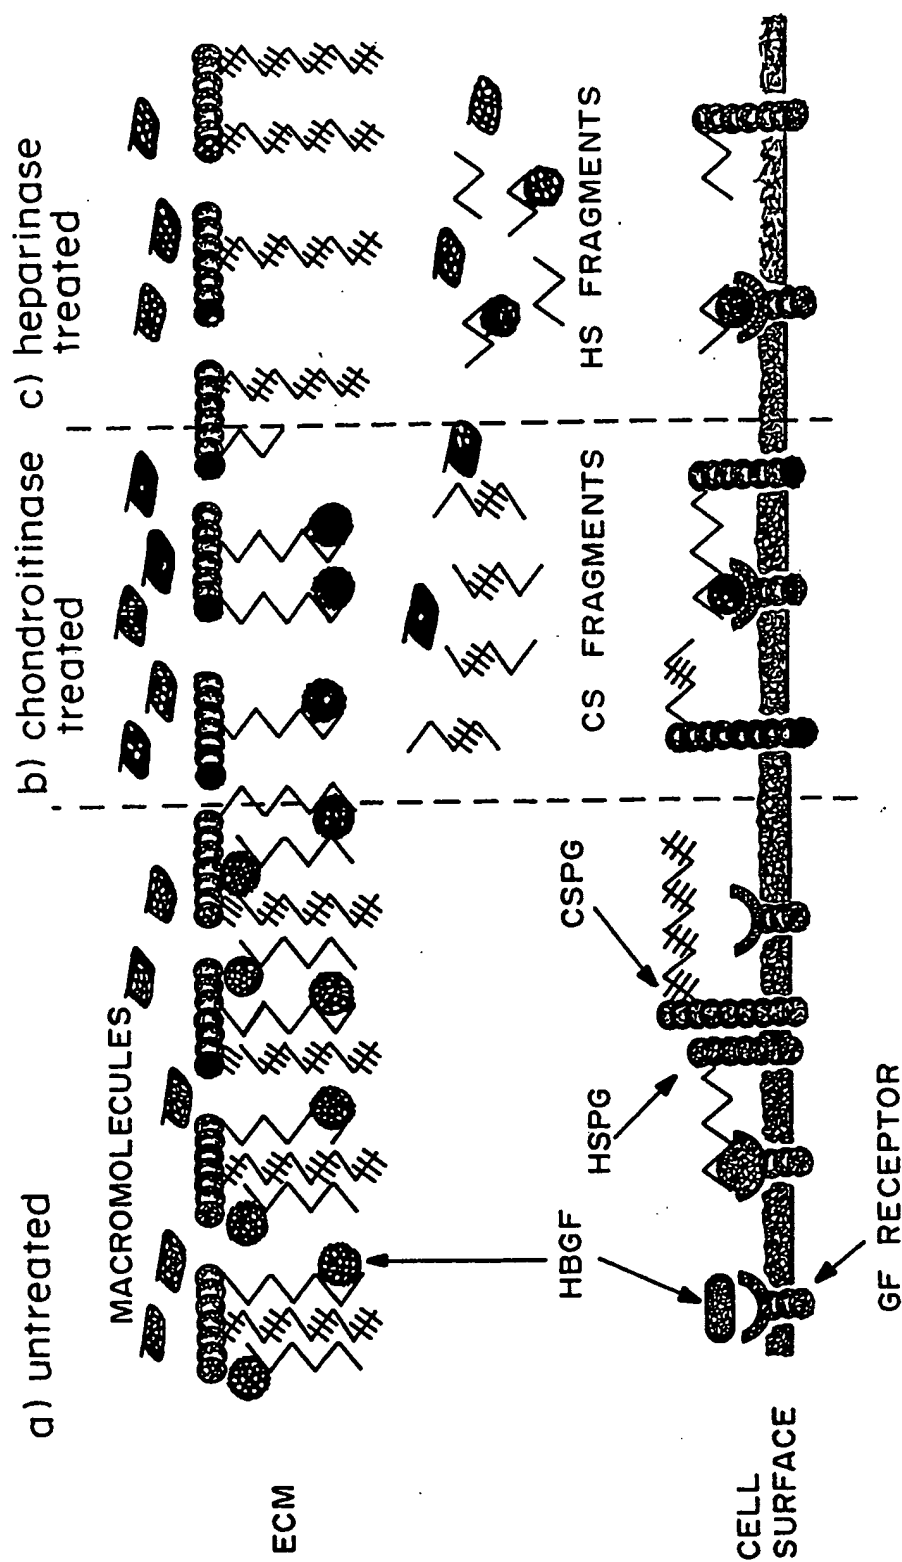 a) untreated
b) chondroitinase
treated
c) heparinase
treated
MACROMOLECULES
ECM
HBGF
HSPG
CSPG
CS FRAGMENTS
HS FRAGMENTS
CELL
SURFACE
GF RECEPTOR